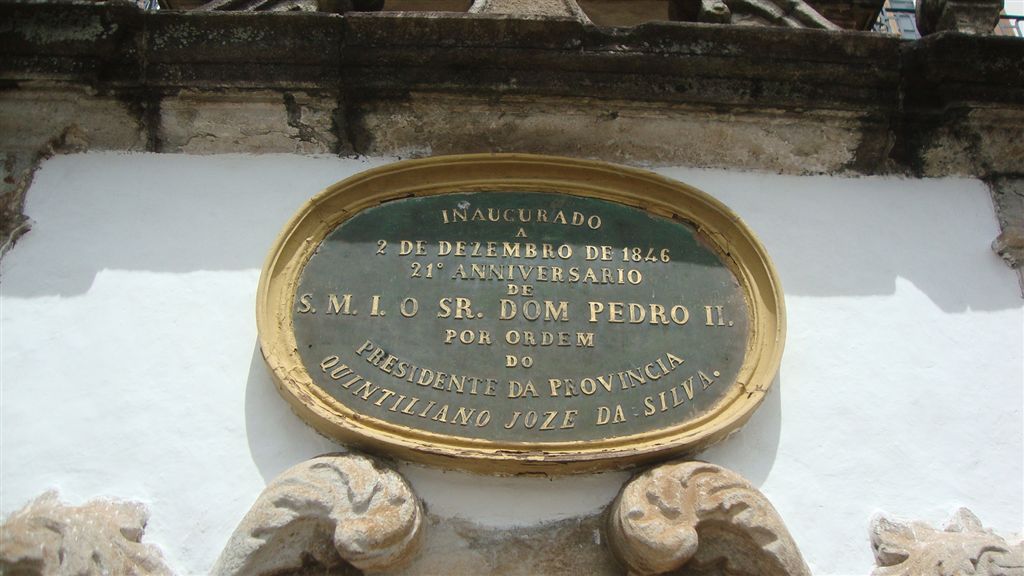 INAUCURADO
A
2 DE DEZEMBRO DE 1846
21° ANNIVERSARIO
DE
S. M. I. O SR. DOM PEDRO II.
POR ORDEM
DO
PRESIDENTE DA PROVINCIA
QUINTILIANO JOZE DA SILVA.